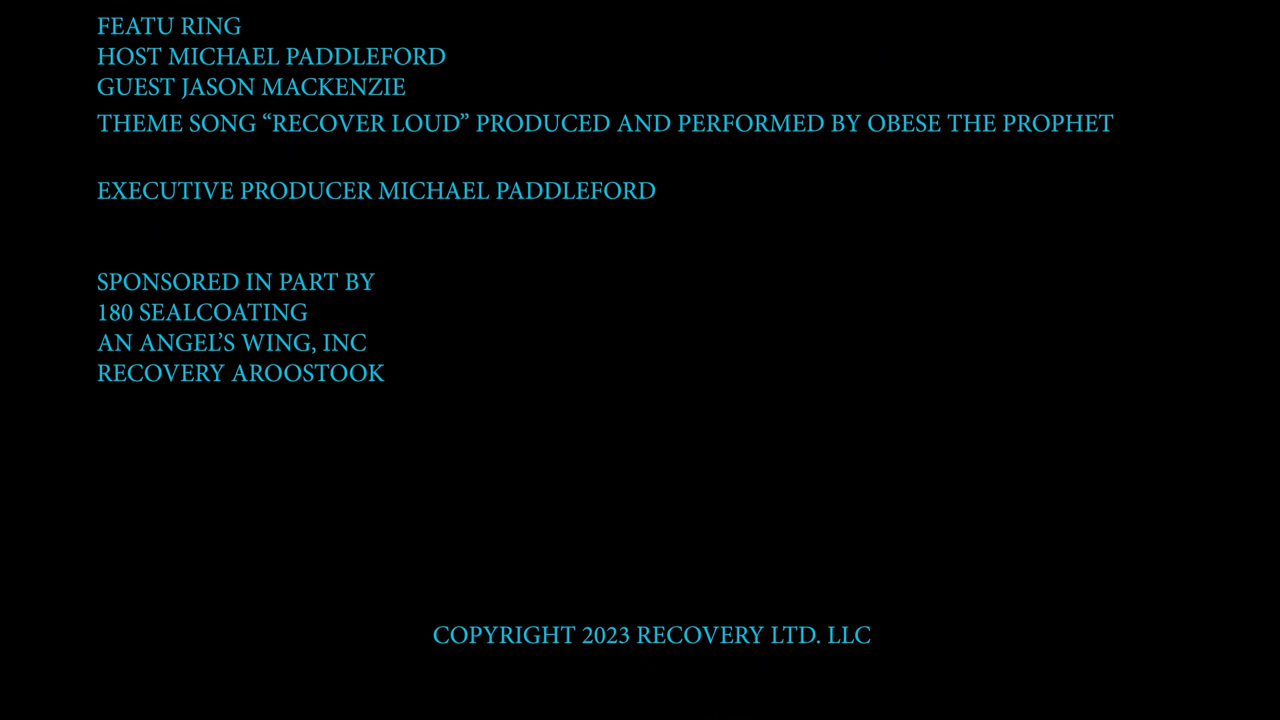 FEATU RING
HOST MICHAEL PADDLEFORD
GUEST JASON MACKENZIE
THEME SONG “RECOVER LOUD” PRODUCED AND PERFORMED BY OBESE THE PROPHET
EXECUTIVE PRODUCER MICHAEL PADDLEFORD
SPONSORED IN PART BY
180 SEALCOATING
AN ANGEL’S WING, INC
RECOVERY AROOSTOOK
COPYRIGHT 2023 RECOVERY LTD. LLC